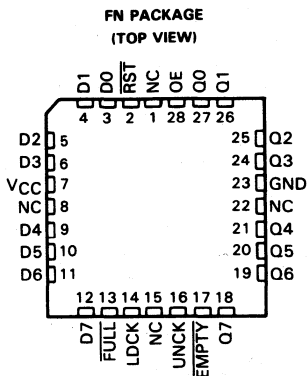 FN PACKAGE
(TOP VIEW)
D1 D0 RST NC OE Q0 Q1
4 3 2 1 28 27 26
D2 5 25 Q2
D3 6 24 Q3
VCC 7 23 GND
NC 8 22 NC
D4 9 21 Q4
D5 10 20 Q5
D6 11 19 Q6
12 13 14 15 16 17 18
D7 FULL LDCK NC UNCK EMPTY Q7